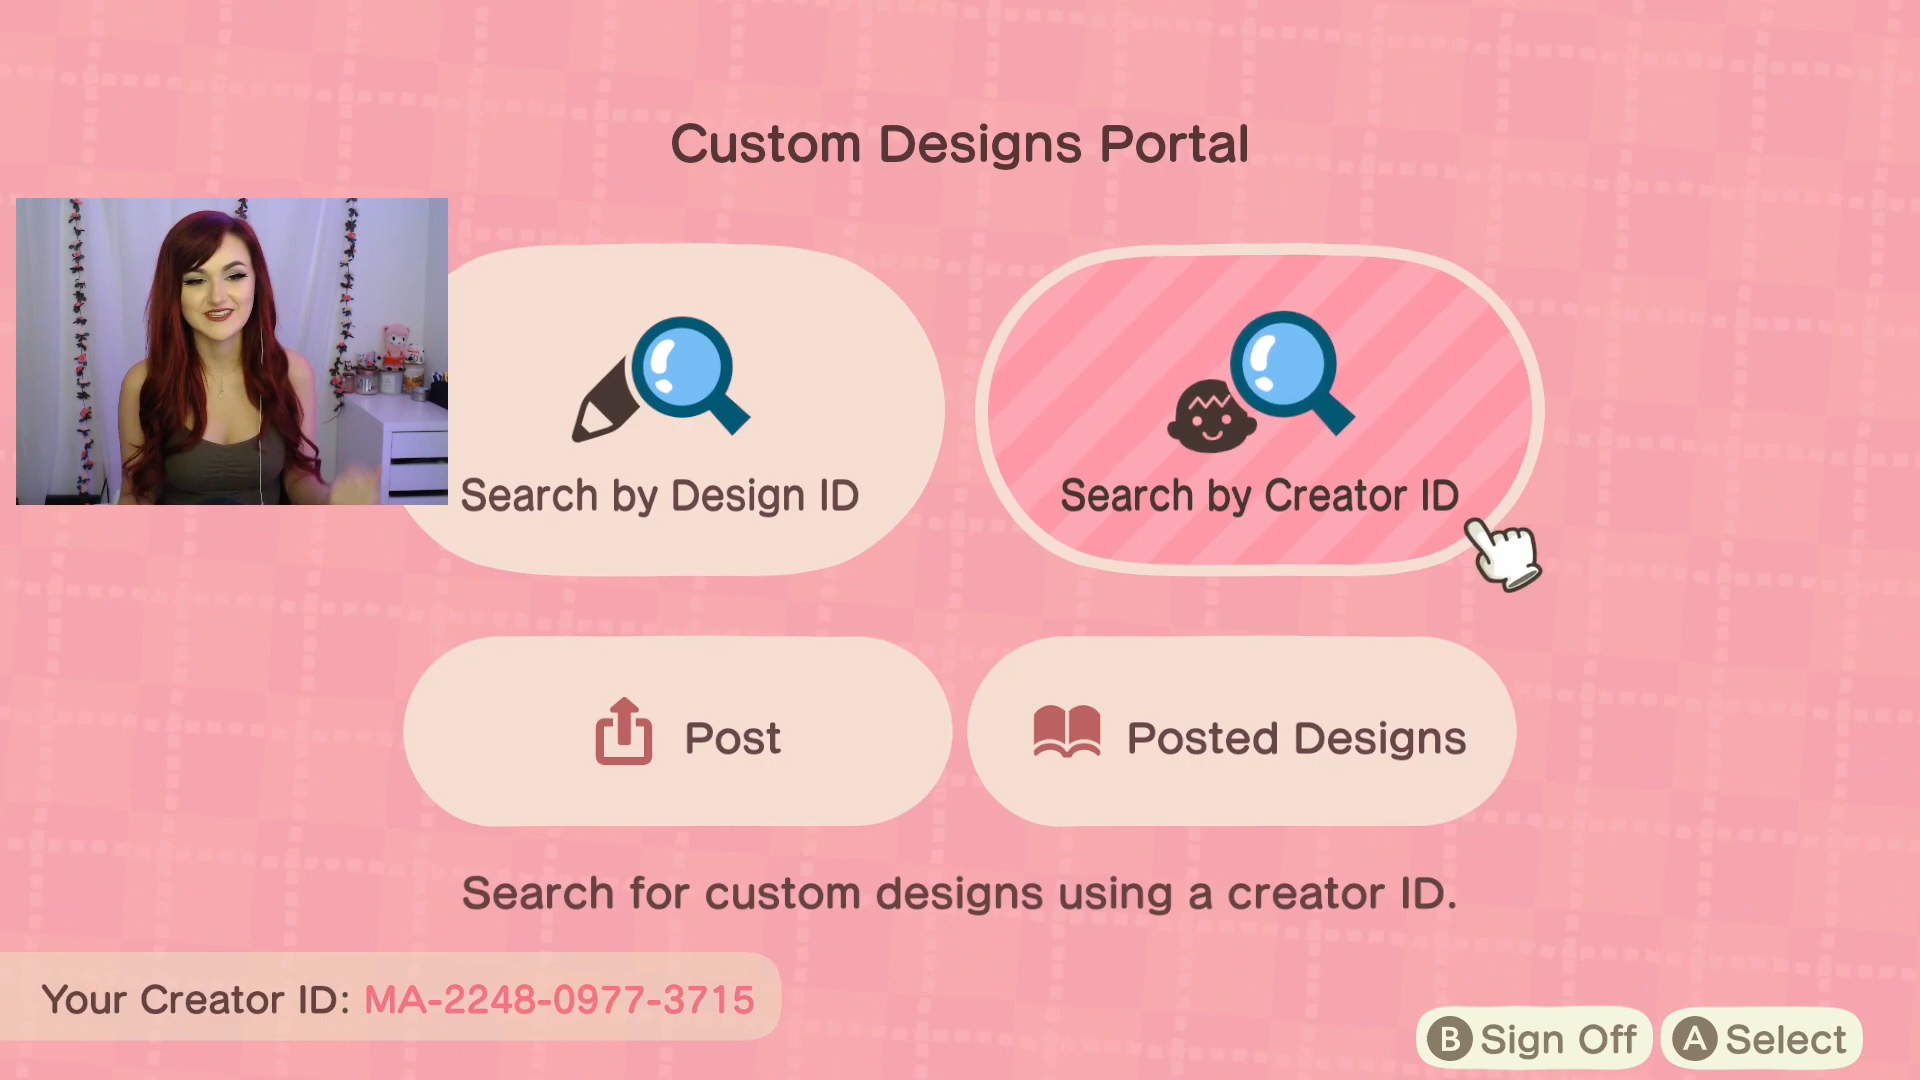 Custom Designs Portal
Search by Design ID
Search by Creator ID
Post
Posted Designs
Search for custom designs using a creator ID.
Your Creator ID: MA-2248-0977-3715
B Sign Off
A Select